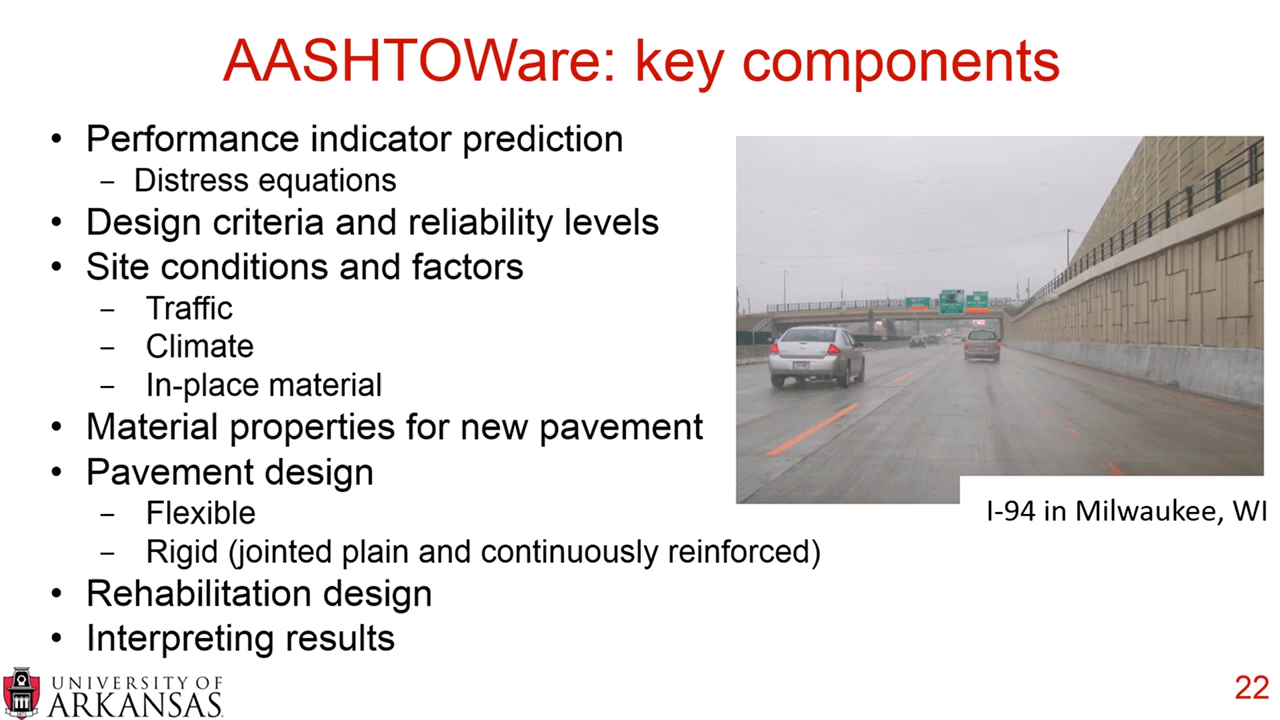 AASHTOWare: key components
• Performance indicator prediction
– Distress equations
• Design criteria and reliability levels
• Site conditions and factors
– Traffic
– Climate
– In-place material
• Material properties for new pavement
• Pavement design
– Flexible
– Rigid (jointed plain and continuously reinforced)
• Rehabilitation design
• Interpreting results
I-94 in Milwaukee, WI
UNIVERSITY OF
ARKANSAS
22